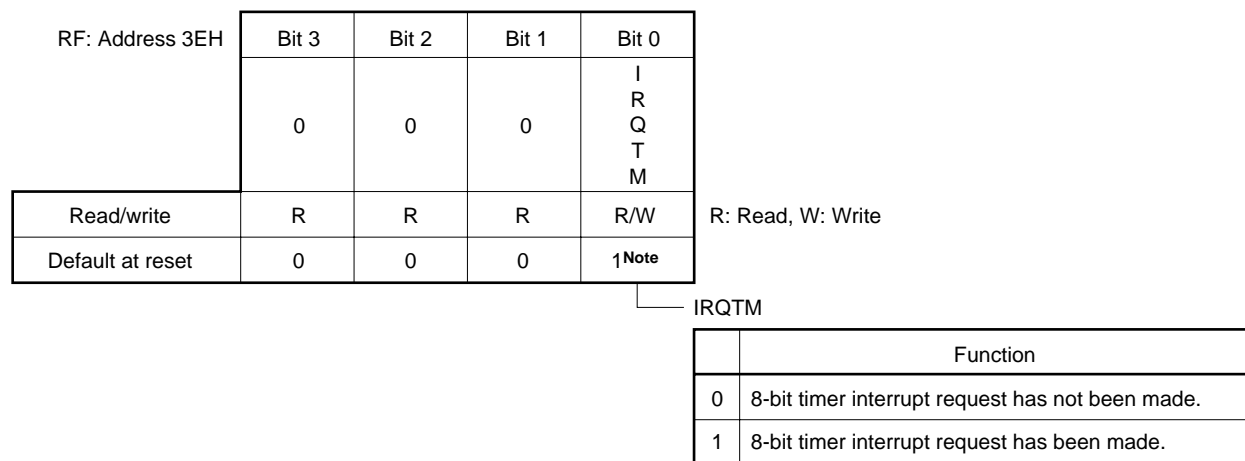 RF: Address 3EH Bit 3 Bit 2 Bit 1 Bit 0
0 0 0 IRQTM
Read/write R R R R/W R: Read, W: Write
Default at reset 0 0 0 1Note
IRQTM
Function
0 8-bit timer interrupt request has not been made.
1 8-bit timer interrupt request has been made.